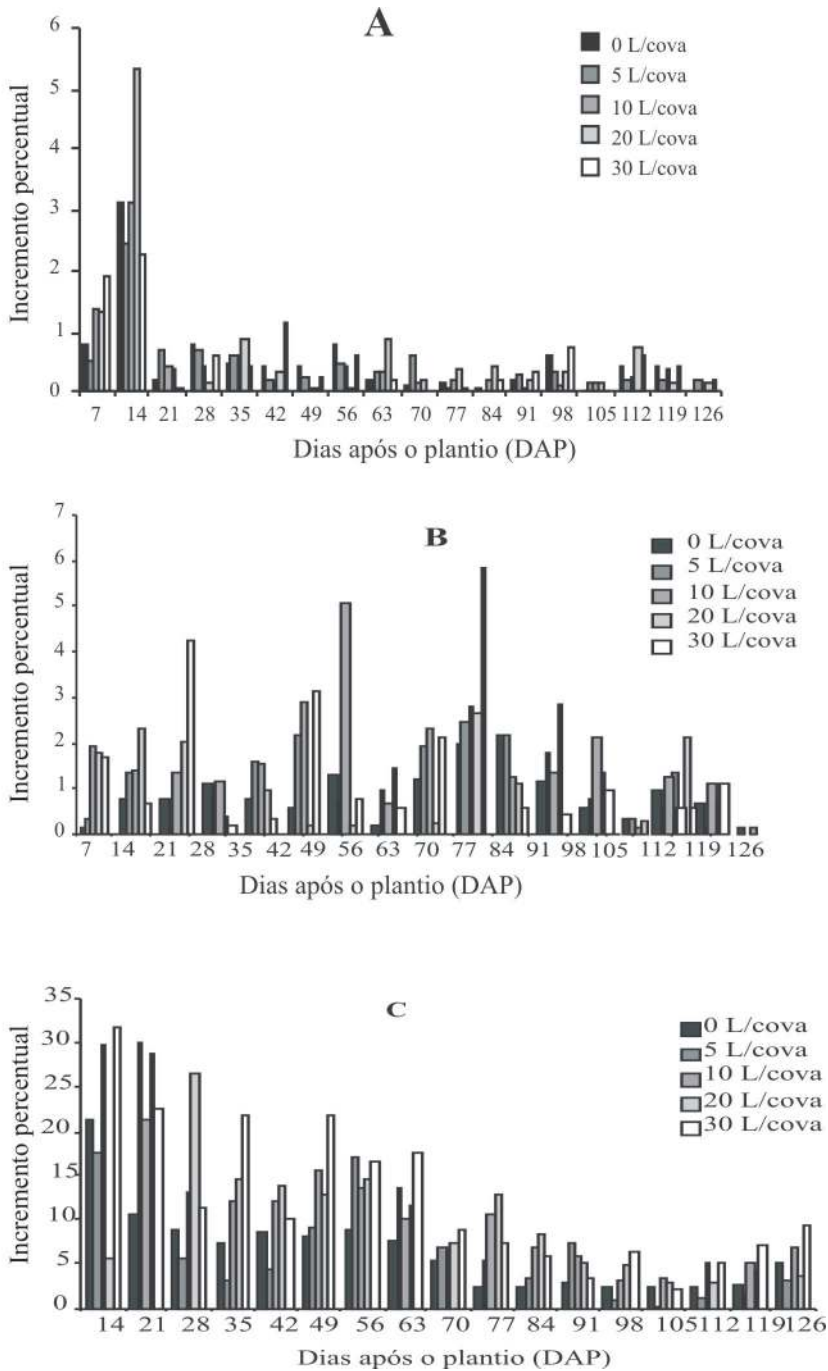 A
Incremento percentual
6
5
4
3
2
1
0
0 L/cova
5 L/cova
10 L/cova
20 L/cova
30 L/cova
7 14 21 28 35 42 49 56 63 70 77 84 91 98 105 112 119 126
Dias após o plantio (DAP)
B
Incremento percentual
7
6
5
4
3
2
1
0
0 L/cova
5 L/cova
10 L/cova
20 L/cova
30 L/cova
7 14 21 28 35 42 49 56 63 70 77 84 91 98 105 112 119 126
Dias após o plantio (DAP)
C
Incremento percentual
35
30
25
20
15
10
5
0
0 L/cova
5 L/cova
10 L/cova
20 L/cova
30 L/cova
14 21 28 35 42 49 56 63 70 77 84 91 98 105 112 119 126
Dias após o plantio (DAP)